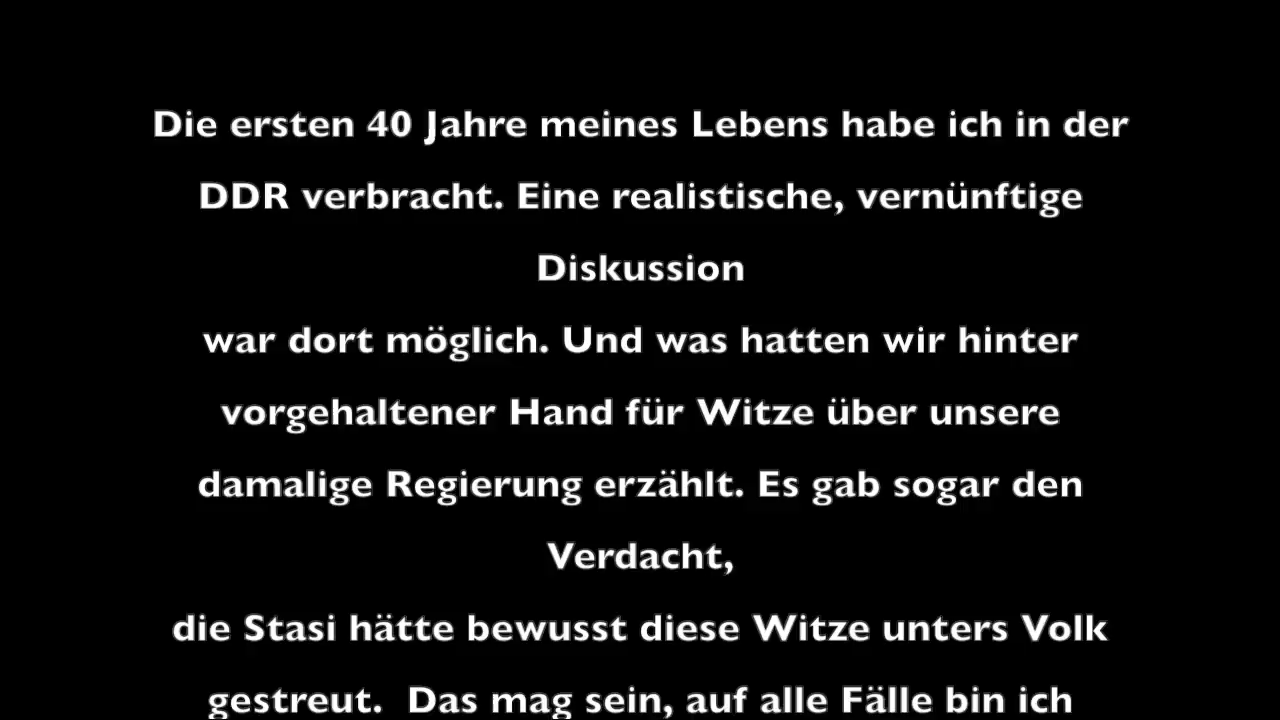 Die ersten 40 Jahre meines Lebens habe ich in der
DDR verbracht. Eine realistische, vernünftige
Diskussion
war dort möglich. Und was hatten wir hinter
vorgehaltener Hand für Witze über unsere
damalige Regierung erzählt. Es gab sogar den
Verdacht,
die Stasi hätte bewusst diese Witze unters Volk
gestreut.  Das mag sein, auf alle Fälle bin ich